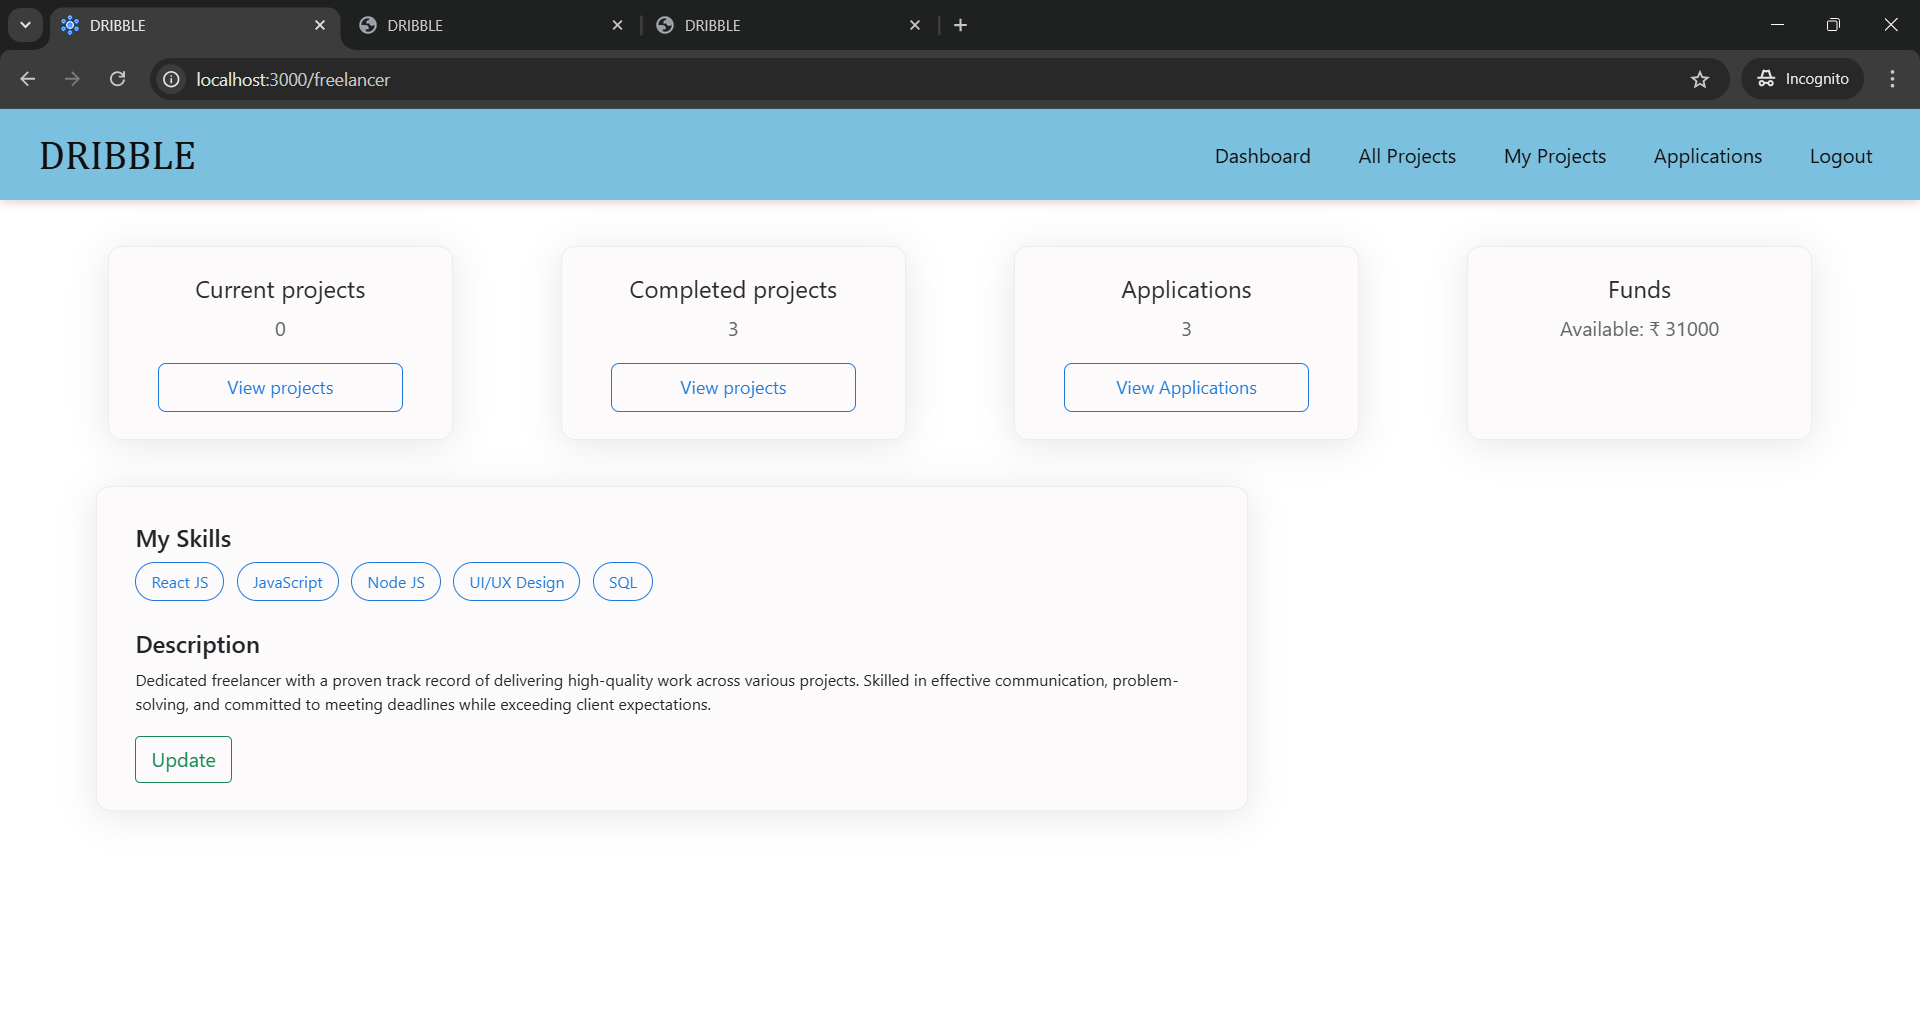 DRIBBLE
DRIBBLE
DRIBBLE
localhost:3000/freelancer
Incognito
DRIBBLE
Dashboard
All Projects
My Projects
Applications
Logout
Current projects
0
View projects
Completed projects
3
View projects
Applications
3
View Applications
Funds
Available: ₹ 31000
My Skills
React JS
JavaScript
Node JS
UI/UX Design
SQL
Description
Dedicated freelancer with a proven track record of delivering high-quality work across various projects. Skilled in effective communication, problem-
solving, and committed to meeting deadlines while exceeding client expectations.
Update